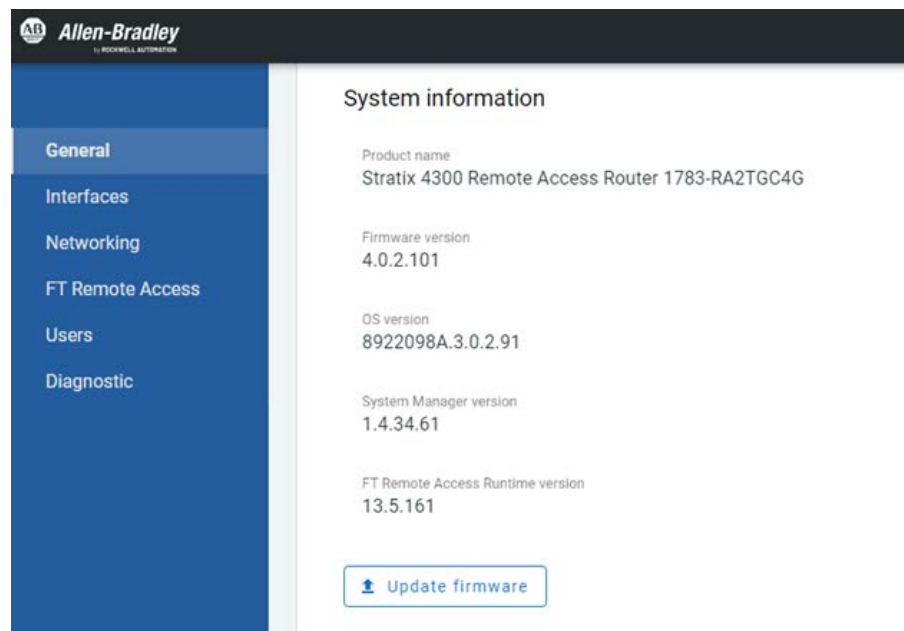 AB Allen-Bradley
by ROCKWELL AUTOMATION
General
Interfaces
Networking
FT Remote Access
Users
Diagnostic
System information
Product name
Stratix 4300 Remote Access Router 1783-RA2TGC4G
Firmware version
4.0.2.101
OS version
8922098A.3.0.2.91
System Manager version
1.4.34.61
FT Remote Access Runtime version
13.5.161
Update firmware